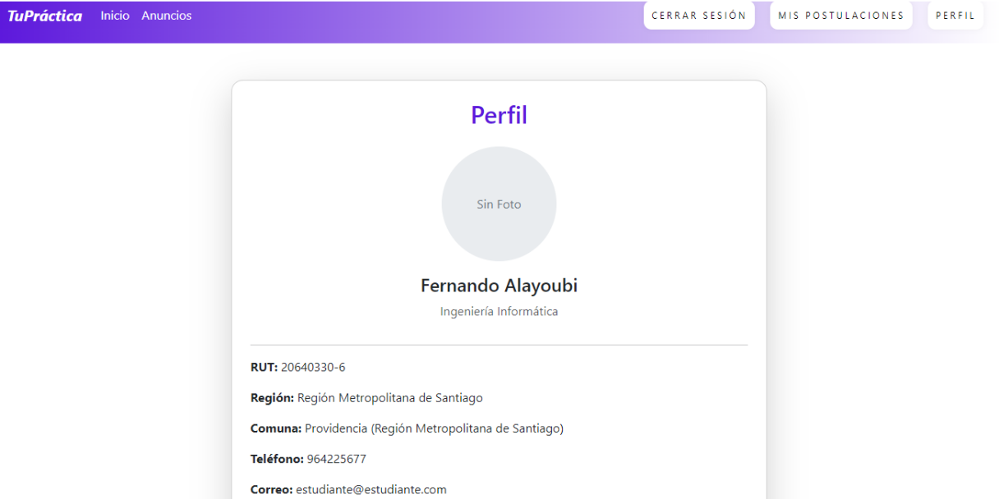 TuPráctica Inicio Anuncios CERRAR SESIÓN MIS POSTULACIONES PERFIL
Perfil
Sin Foto
Fernando Alayoubi
Ingeniería Informática
RUT: 20640330-6
Región: Región Metropolitana de Santiago
Comuna: Providencia (Región Metropolitana de Santiago)
Teléfono: 964225677
Correo: estudiante@estudiante.com